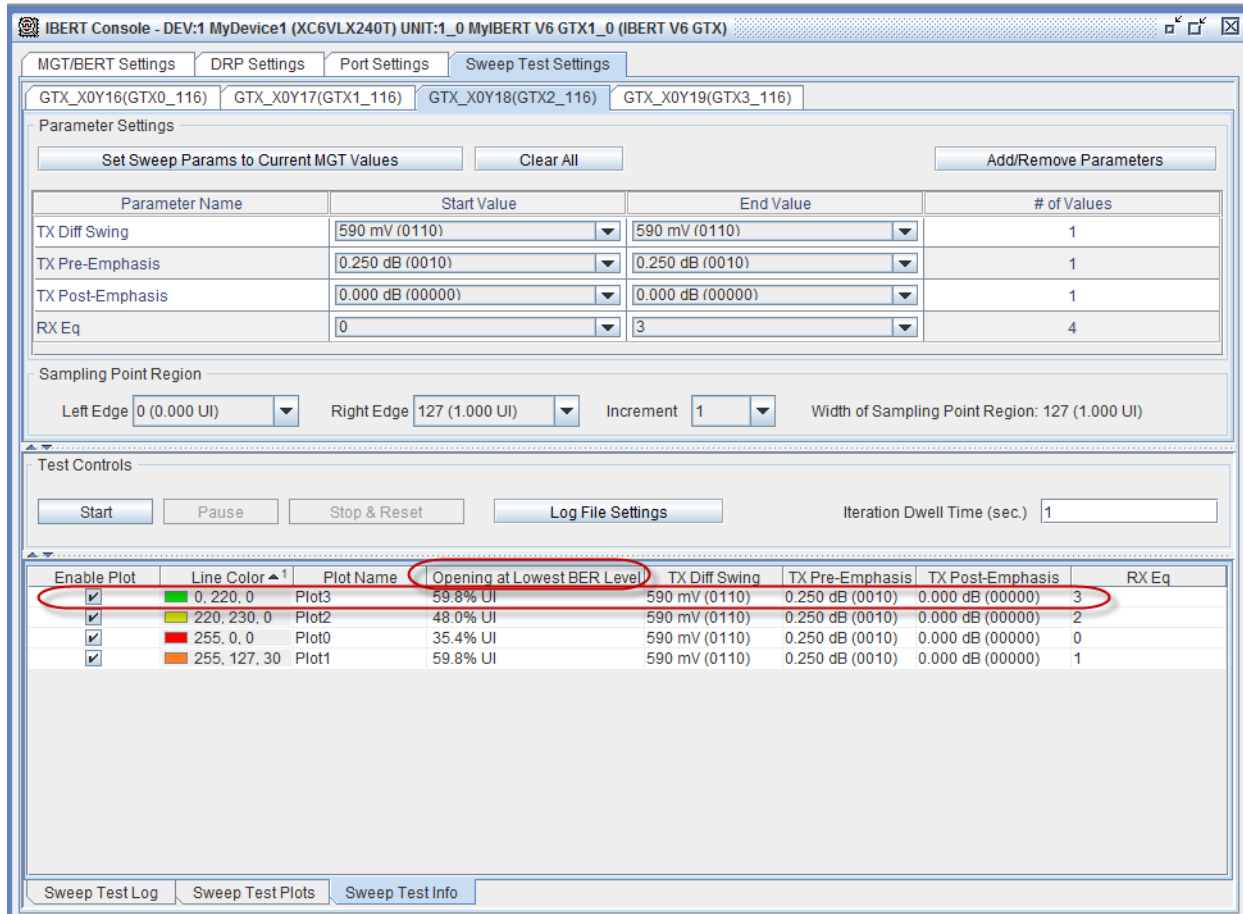 IBERT Console - DEV:1 MyDevice1 (XC6VLX240T) UNIT:1_0 MyIBERT V6 GTX1_0 (IBERT V6 GTX)
MGT/BERT Settings DRP Settings Port Settings Sweep Test Settings
GTX_X0Y16(GTX0_116) GTX_X0Y17(GTX1_116) GTX_X0Y18(GTX2_116) GTX_X0Y19(GTX3_116)
Parameter Settings
Set Sweep Params to Current MGT Values Clear All Add/Remove Parameters
Parameter Name Start Value End Value # of Values
TX Diff Swing 590 mV (0110) 590 mV (0110) 1
TX Pre-Emphasis 0.250 dB (0010) 0.250 dB (0010) 1
TX Post-Emphasis 0.000 dB (00000) 0.000 dB (00000) 1
RX Eq 0 3 4
Sampling Point Region
Left Edge 0 (0.000 UI) Right Edge 127 (1.000 UI) Increment 1 Width of Sampling Point Region: 127 (1.000 UI)
Test Controls
Start Pause Stop & Reset Log File Settings Iteration Dwell Time (sec.) 1
Enable Plot Line Color 1 Plot Name Opening at Lowest BER Level TX Diff Swing TX Pre-Emphasis TX Post-Emphasis RX Eq
0, 220, 0 Plot3 59.8% UI 590 mV (0110) 0.250 dB (0010) 0.000 dB (00000) 3
220, 230, 0 Plot2 48.0% UI 590 mV (0110) 0.250 dB (0010) 0.000 dB (00000) 2
255, 0, 0 Plot0 35.4% UI 590 mV (0110) 0.250 dB (0010) 0.000 dB (00000) 0
255, 127, 30 Plot1 59.8% UI 590 mV (0110) 0.250 dB (0010) 0.000 dB (00000) 1
Sweep Test Log Sweep Test Plots Sweep Test Info